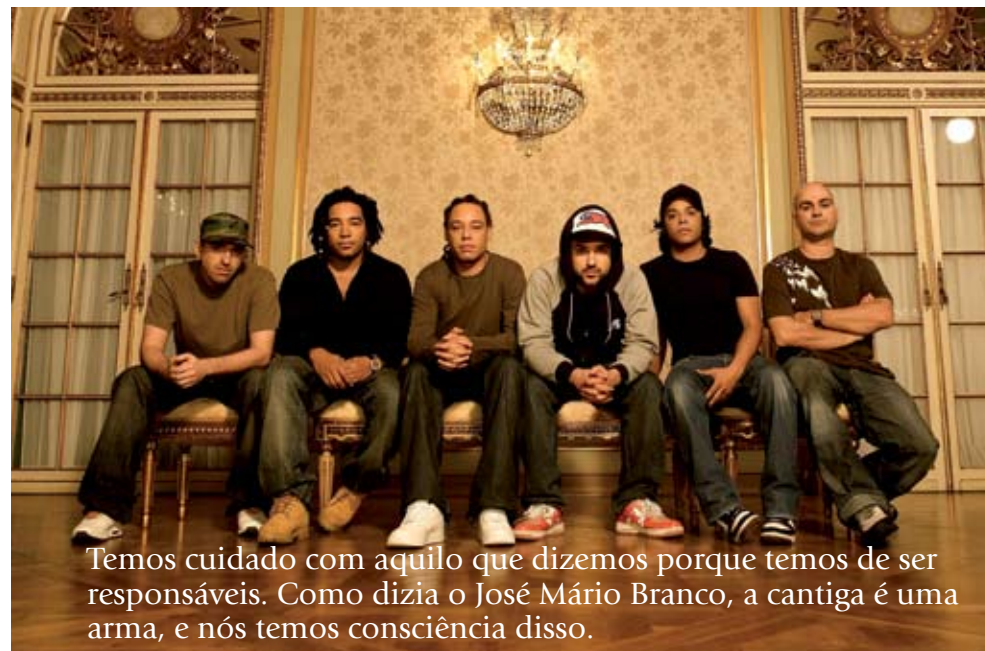 Temos cuidado com aquilo que dizemos porque temos de ser
responsáveis. Como dizia o José Mário Branco, a cantiga é uma
arma, e nós temos consciência disso.